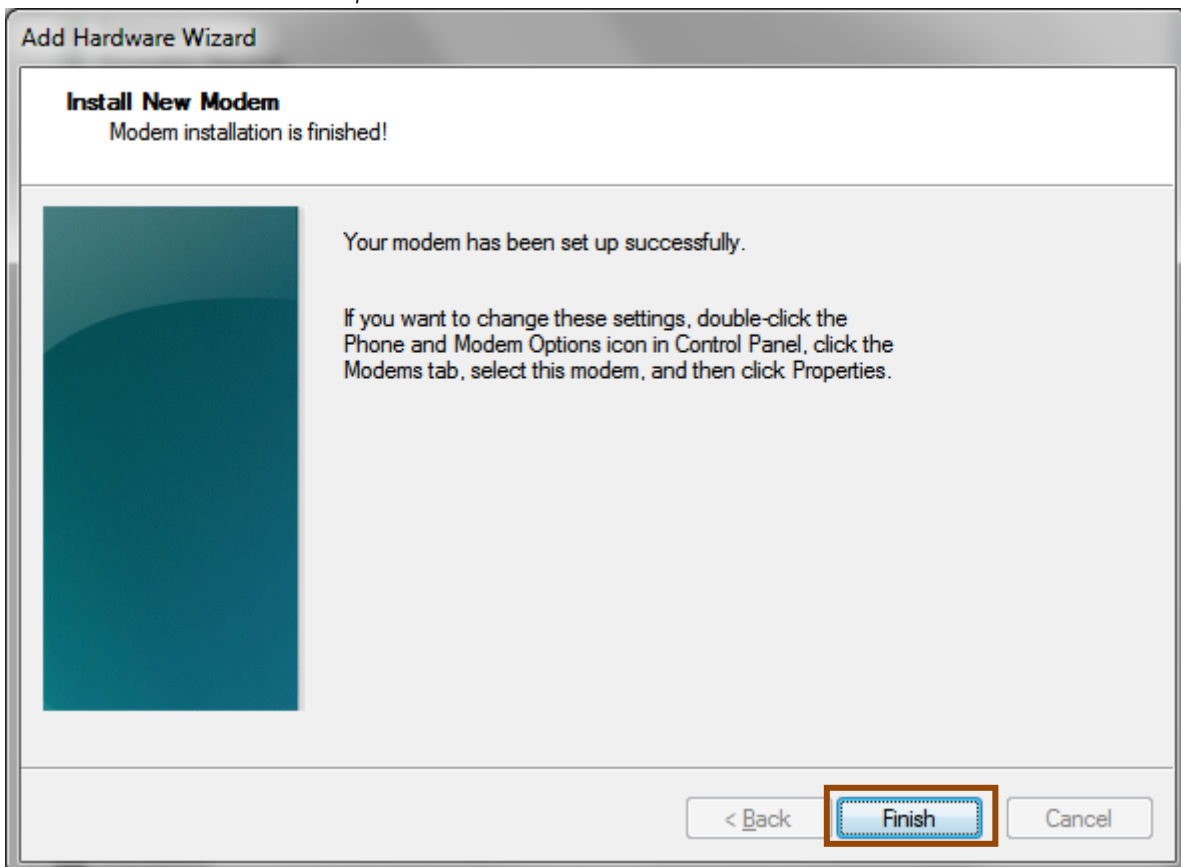 Add Hardware Wizard
Install New Modem
Modem installation is finished!
Your modem has been set up successfully.
If you want to change these settings, double-click the
Phone and Modem Options icon in Control Panel, click the
Modems tab, select this modem, and then click Properties.
< Back Finish Cancel